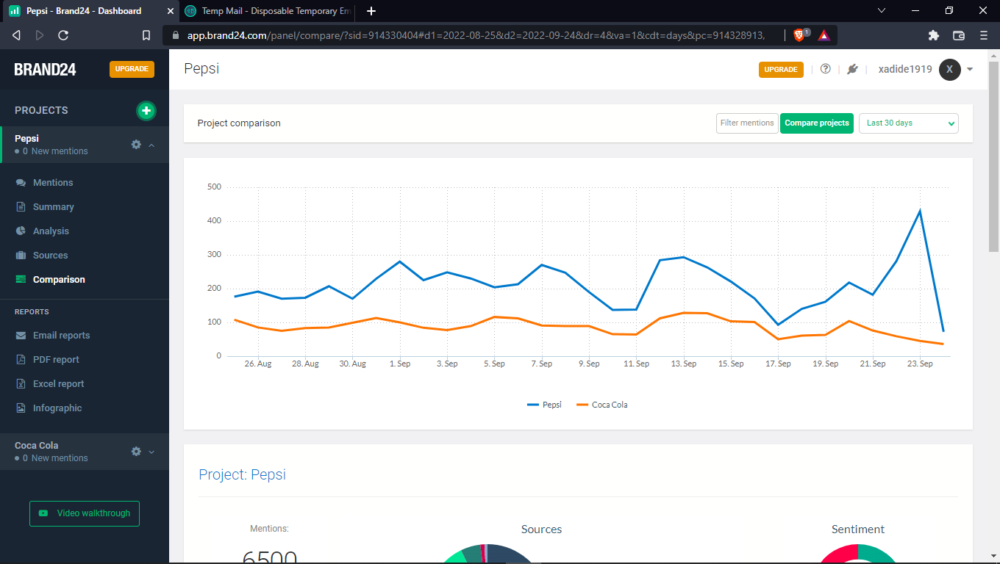 Pepsi - Brand24 - Dashboard
Temp Mail - Disposable Temporary Em
app.brand24.com/panel/compare/?sid=914330404#d1=2022-08-25&d2=2022-09-24&dr=4&va=1&cdt=days&pc=914328913,
1
BRAND24
UPGRADE
PROJECTS
Pepsi
0 New mentions
Mentions
Summary
Analysis
Sources
Comparison
REPORTS
Email reports
PDF report
Excel report
Infographic
Coca Cola
0 New mentions
Video walkthrough
Pepsi
UPGRADE
xadide1919
X
Project comparison
Filter mentions
Compare projects
Last 30 days
500
400
300
200
100
0
26. Aug 28. Aug 30. Aug 1. Sep 3. Sep 5. Sep 7. Sep 9. Sep 11. Sep 13. Sep 15. Sep 17. Sep 19. Sep 21. Sep 23. Sep
Pepsi Coca Cola
Project: Pepsi
Mentions:
6500
Sources
Sentiment